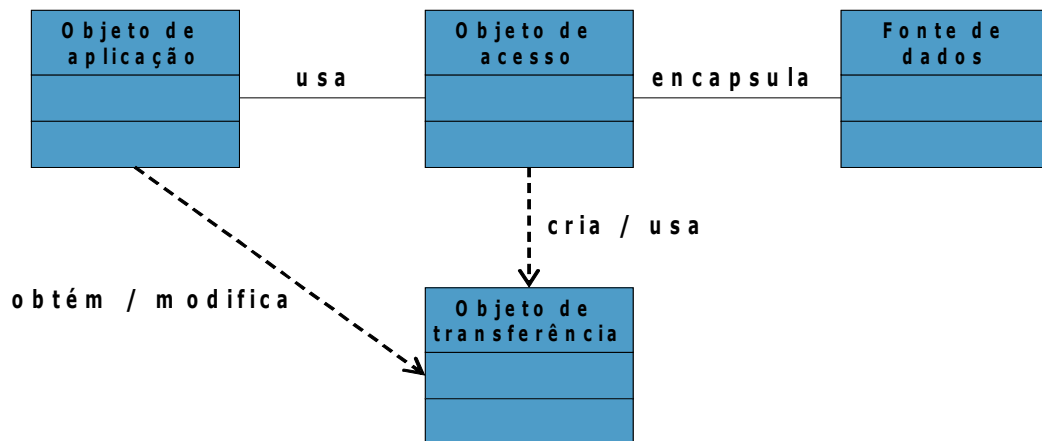 Objeto de
aplicação
Objeto de
acesso
Fonte de
dados
usa
encapsula
cria / usa
obtém / modifica
Objeto de
transferência